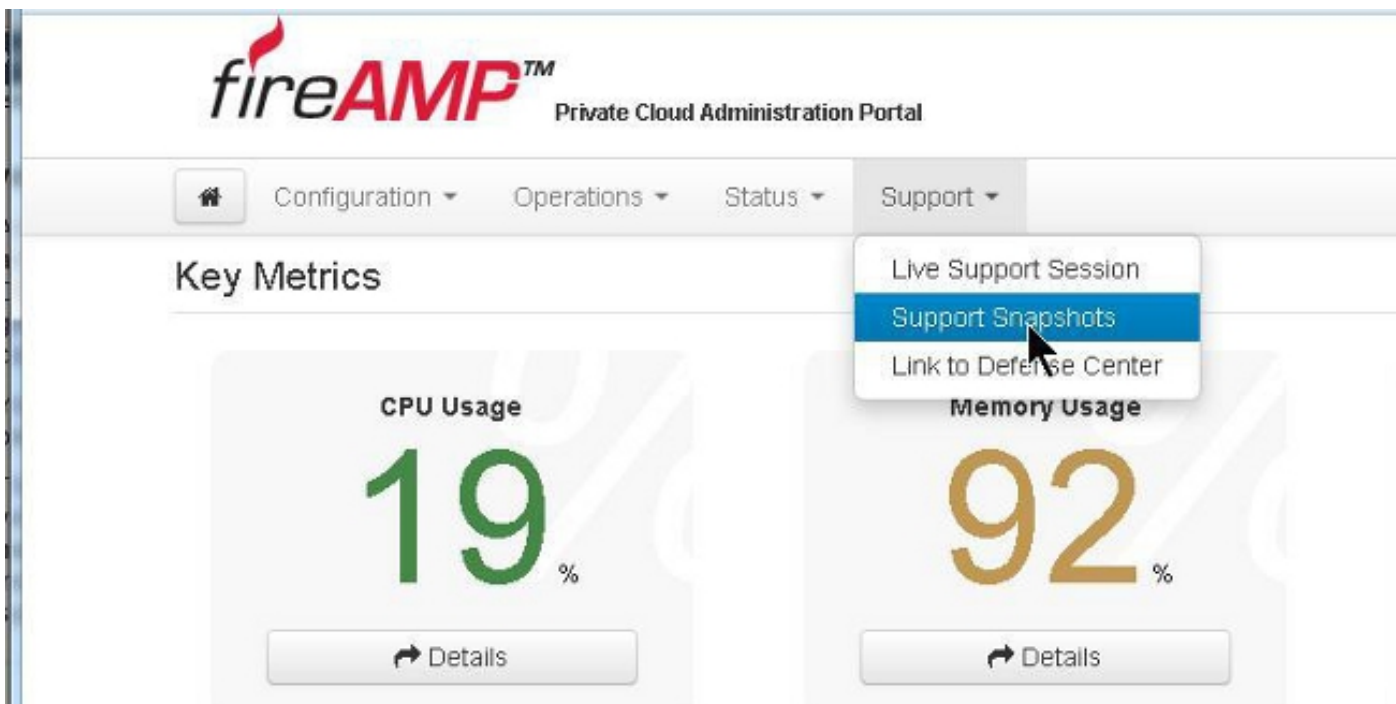 fireAMP™
Private Cloud Administration Portal
Configuration Operations Status Support
Key Metrics
Live Support Session
Support Snapshots
Link to Defense Center
CPU Usage
Memory Usage
19 %
92 %
Details
Details